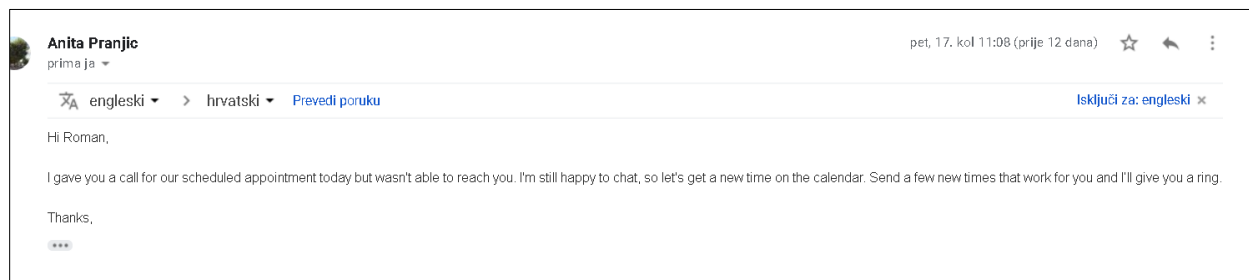 Anita Pranjic
pet, 17. kol 11:08 (prije 12 dana)
prima ja
engleski > hrvatski Prevedi poruku
Isključi za: engleski ×
Hi Roman,
I gave you a call for our scheduled appointment today but wasn't able to reach you. I'm still happy to chat, so let's get a new time on the calendar. Send a few new times that work for you and I'll give you a ring.
Thanks,